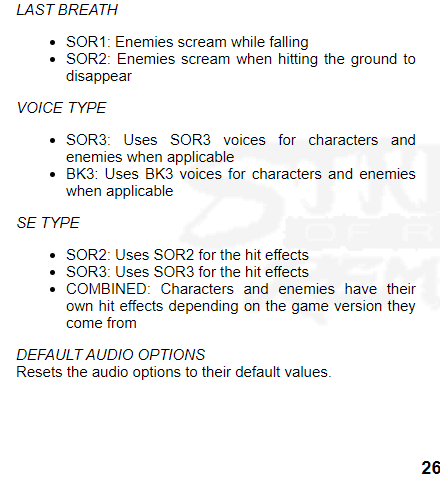 LAST BREATH
• SOR1: Enemies scream while falling
• SOR2: Enemies scream when hitting the ground to
disappear
VOICE TYPE
• SOR3: Uses SOR3 voices for characters and
enemies when applicable
• BK3: Uses BK3 voices for characters and enemies
when applicable
SE TYPE
• SOR2: Uses SOR2 for the hit effects
• SOR3: Uses SOR3 for the hit effects
• COMBINED: Characters and enemies have their
own hit effects depending on the game version they
come from
DEFAULT AUDIO OPTIONS
Resets the audio options to their default values.
26